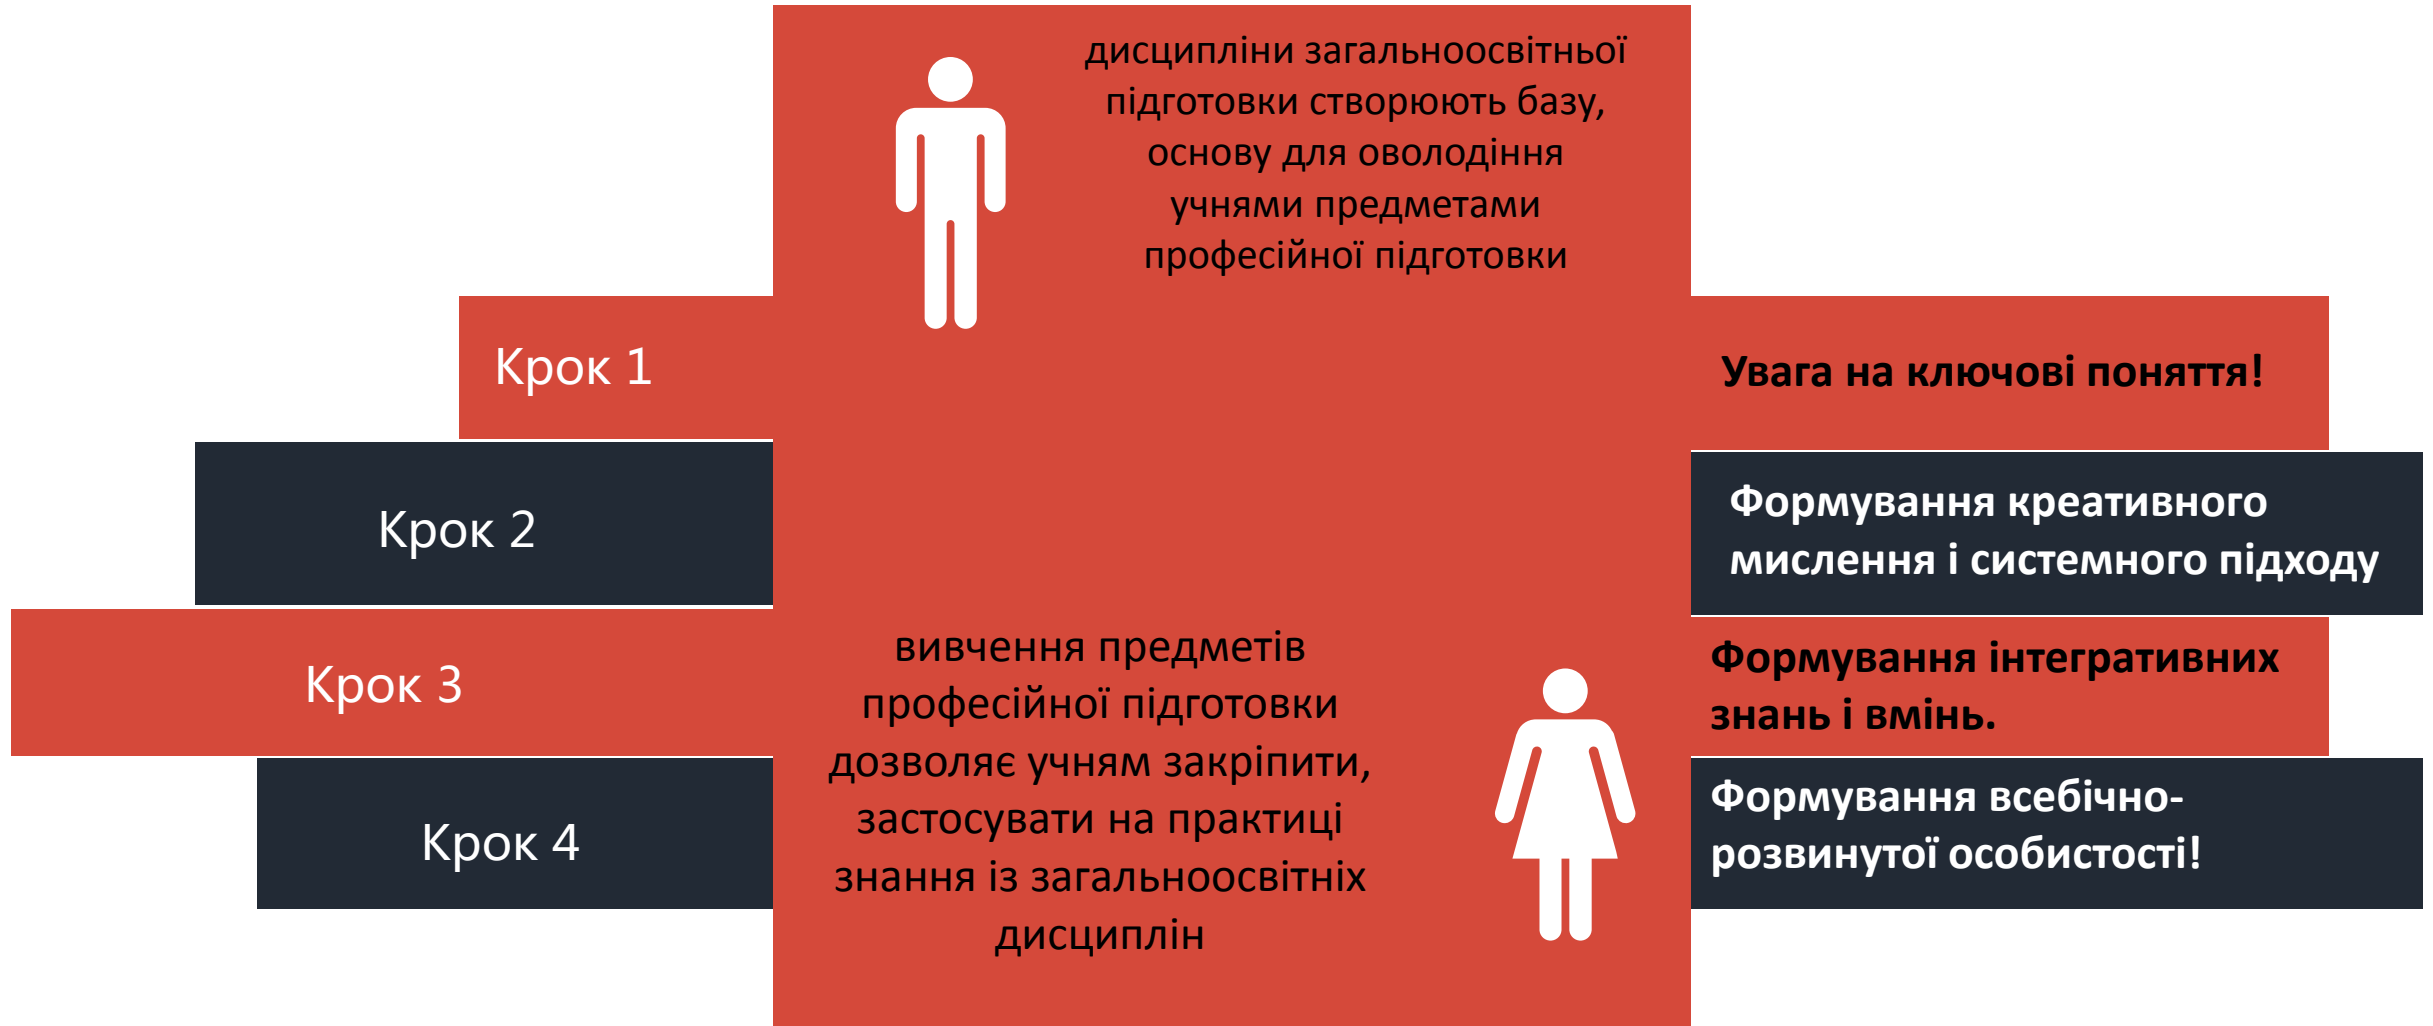 дисципліни загальноосвітньої
підготовки створюють базу,
основу для оволодіння
учнями предметами
професійної підготовки
Крок 1
Увага на ключові поняття!
Крок 2
Формування креативного
мислення і системного підходу
Крок 3
Формування інтегративних
знань і вмінь.
Крок 4
Формування всебічно-
розвинутої особистості!
вивчення предметів
професійної підготовки
дозволяє учням закріпити,
застосувати на практиці
знання із загальноосвітніх
дисциплін